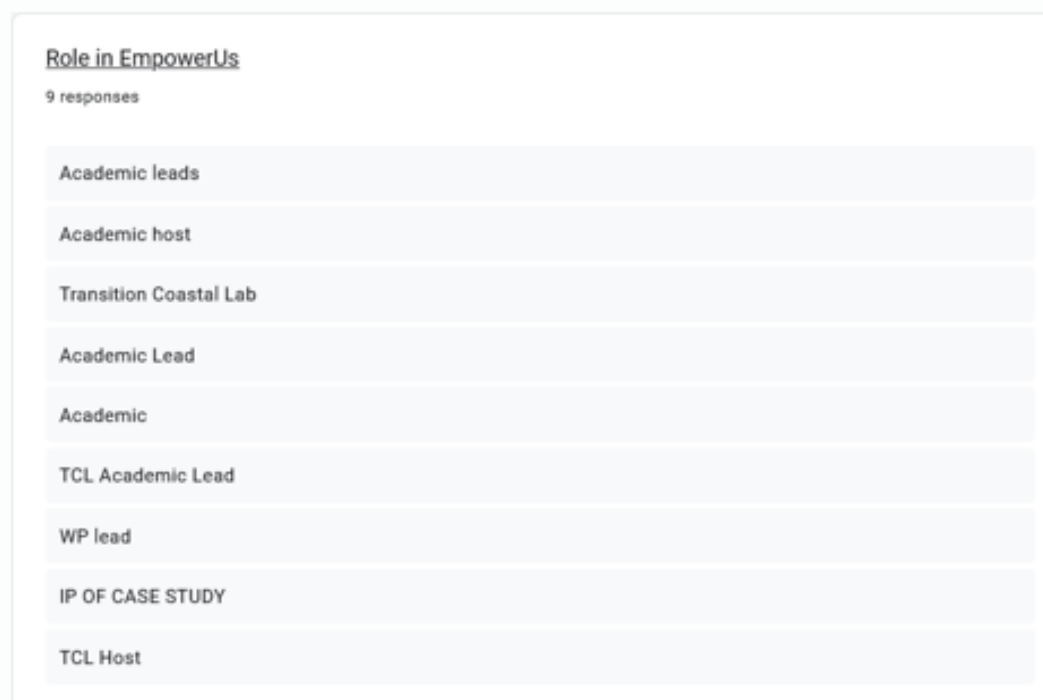 Role in EmpowerUs
9 responses
Academic leads
Academic host
Transition Coastal Lab
Academic Lead
Academic
TCL Academic Lead
WP lead
IP OF CASE STUDY
TCL Host